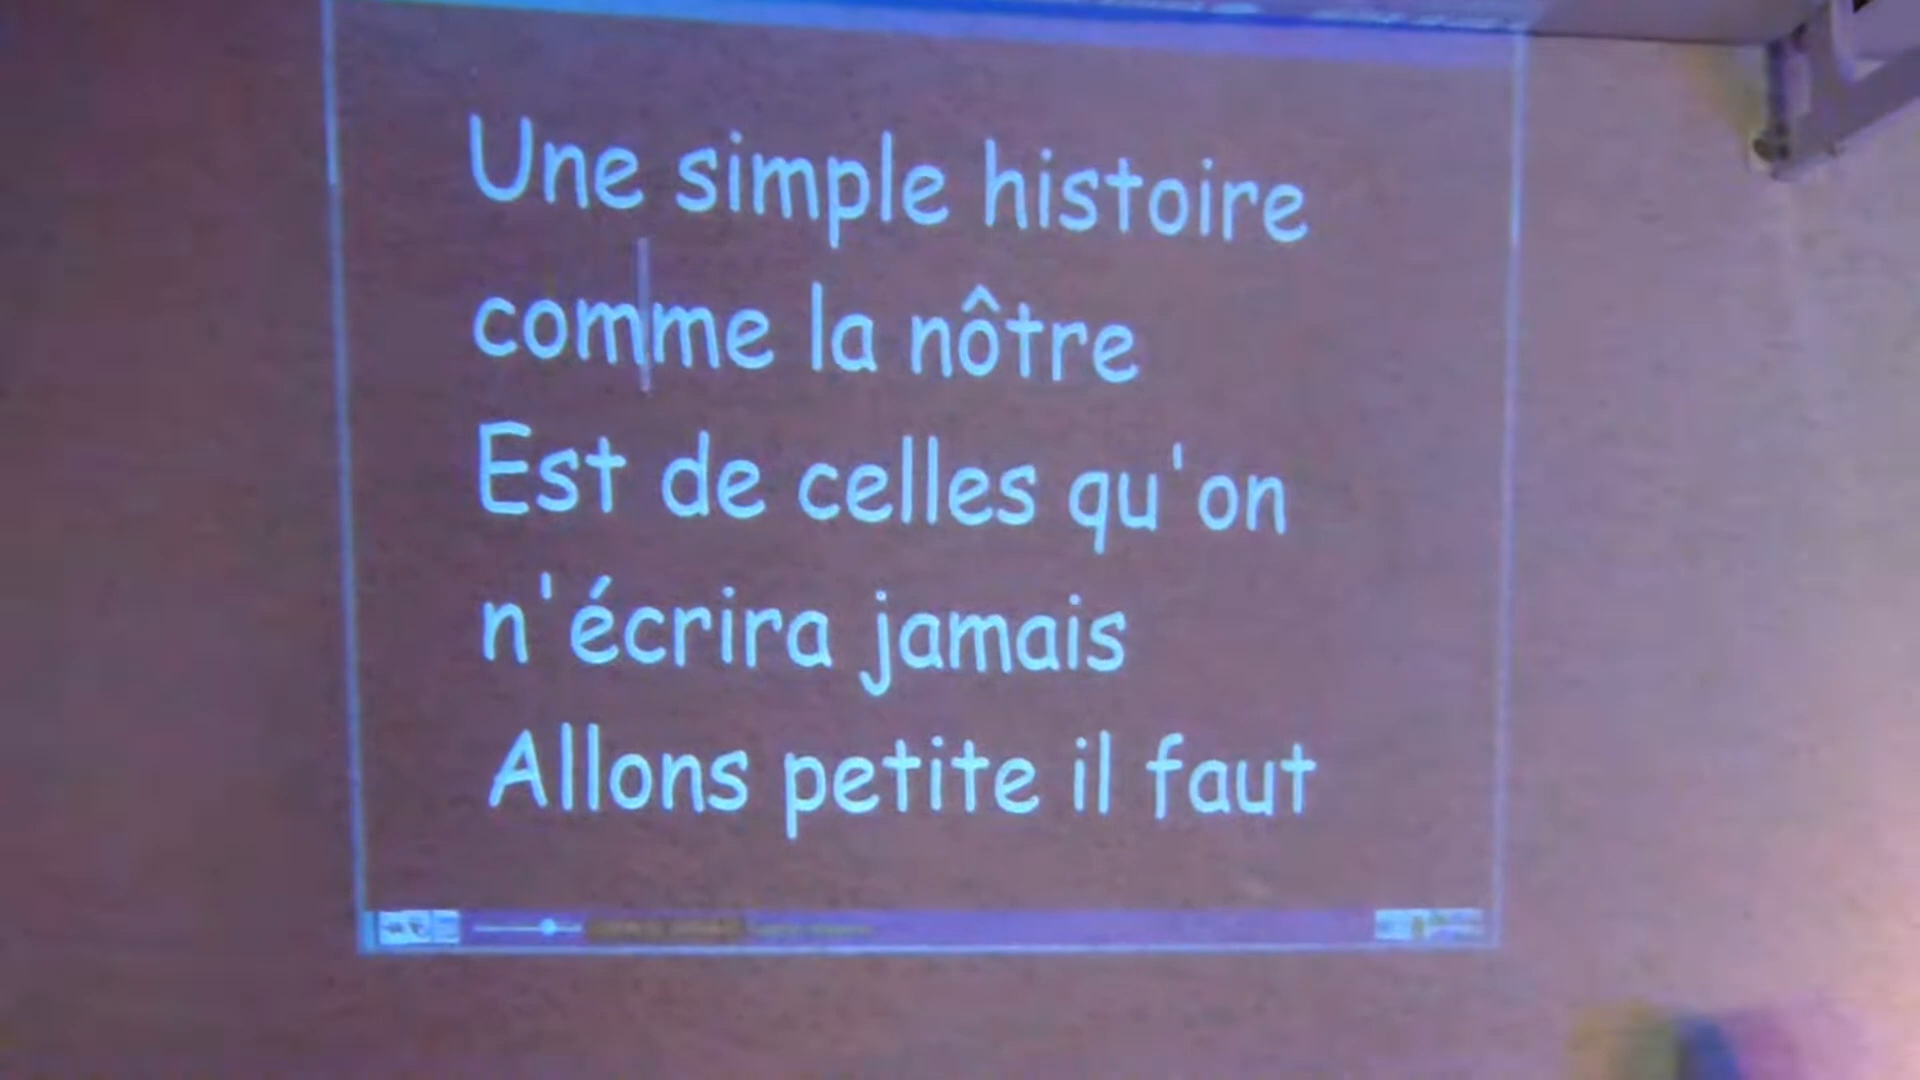 Une simple histoire
comme la nôtre
Est de celles qu'on
n'écrira jamais
Allons petite il faut